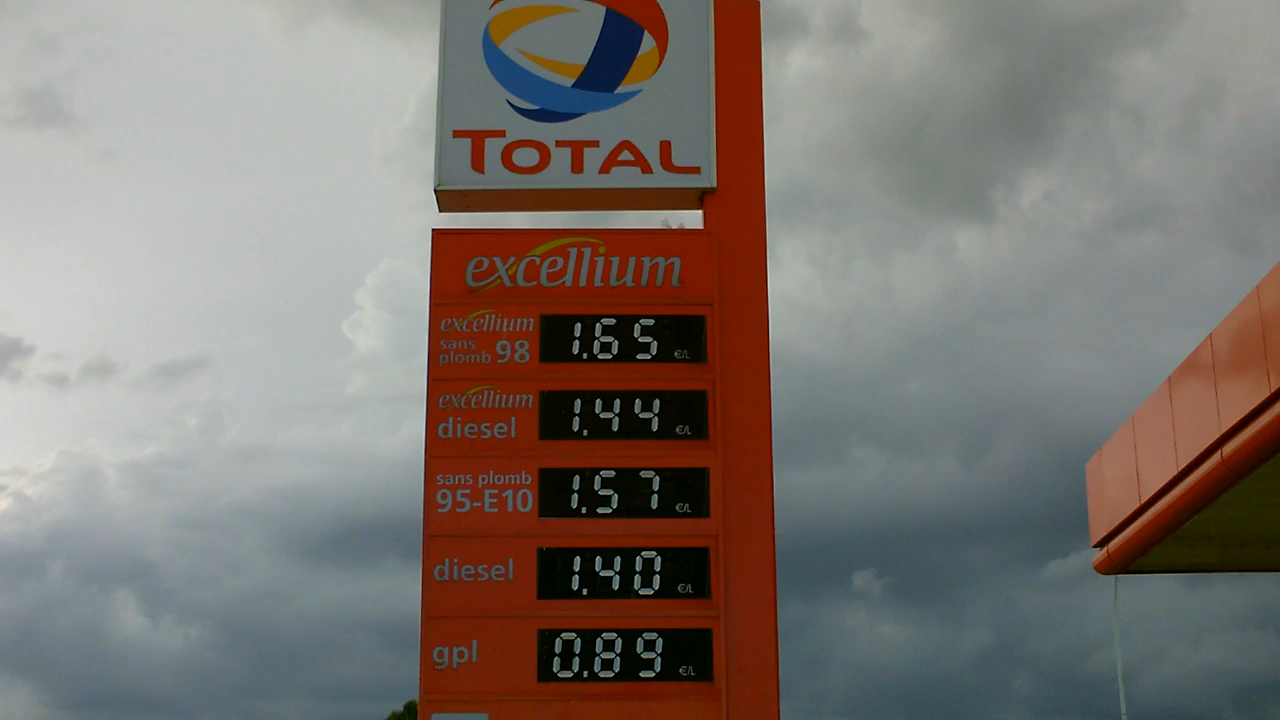 TOTAL
excellium
excellium
sans
plomb 98
1.65 €/L
excellium
diesel
1.44 €/L
sans plomb
95-E10
1.57 €/L
diesel
1.40 €/L
gpl
0.89 €/L